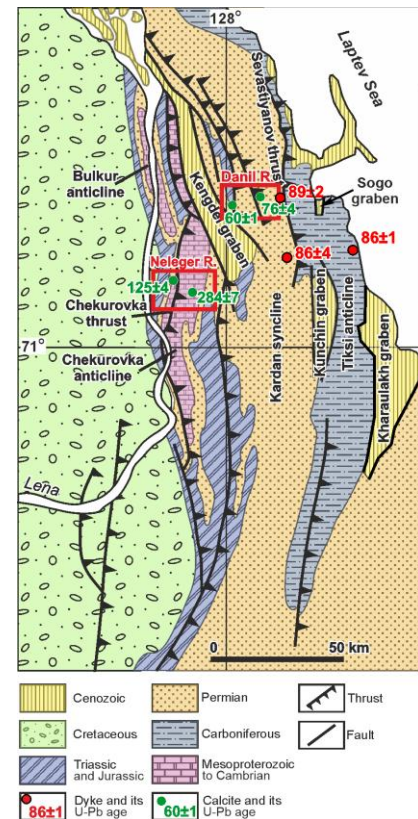 128°
Laptev Sea
Sevastiyanov thrust
Bulkur
anticline
Kengdei graben
Danil R.
89±2
76±4
60±1
Sogo
graben
86±1
86±4
Neleger R.
125±4
284±7
Chekurovka
thrust
71°
Chekurovka
anticline
Kardan syncline
Kunchin graben
Tiksi anticline
Kharaulakh graben
Lena
0 50 km
Cenozoic
Permian
Thrust
Cretaceous
Carboniferous
Fault
Triassic
and Jurassic
Mesoproterozoic
to Cambrian
86±1
Dyke and its
U-Pb age
60±1
Calcite and its
U-Pb age